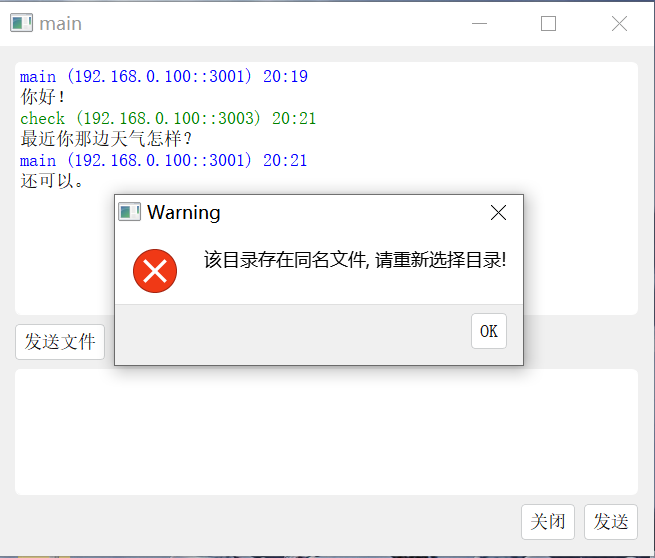 main
main (192.168.0.100::3001) 20:19
你好！
check (192.168.0.100::3003) 20:21
最近你那边天气怎样？
main (192.168.0.100::3001) 20:21
还可以。
Warning
该目录存在同名文件, 请重新选择目录!
OK
发送文件
关闭
发送